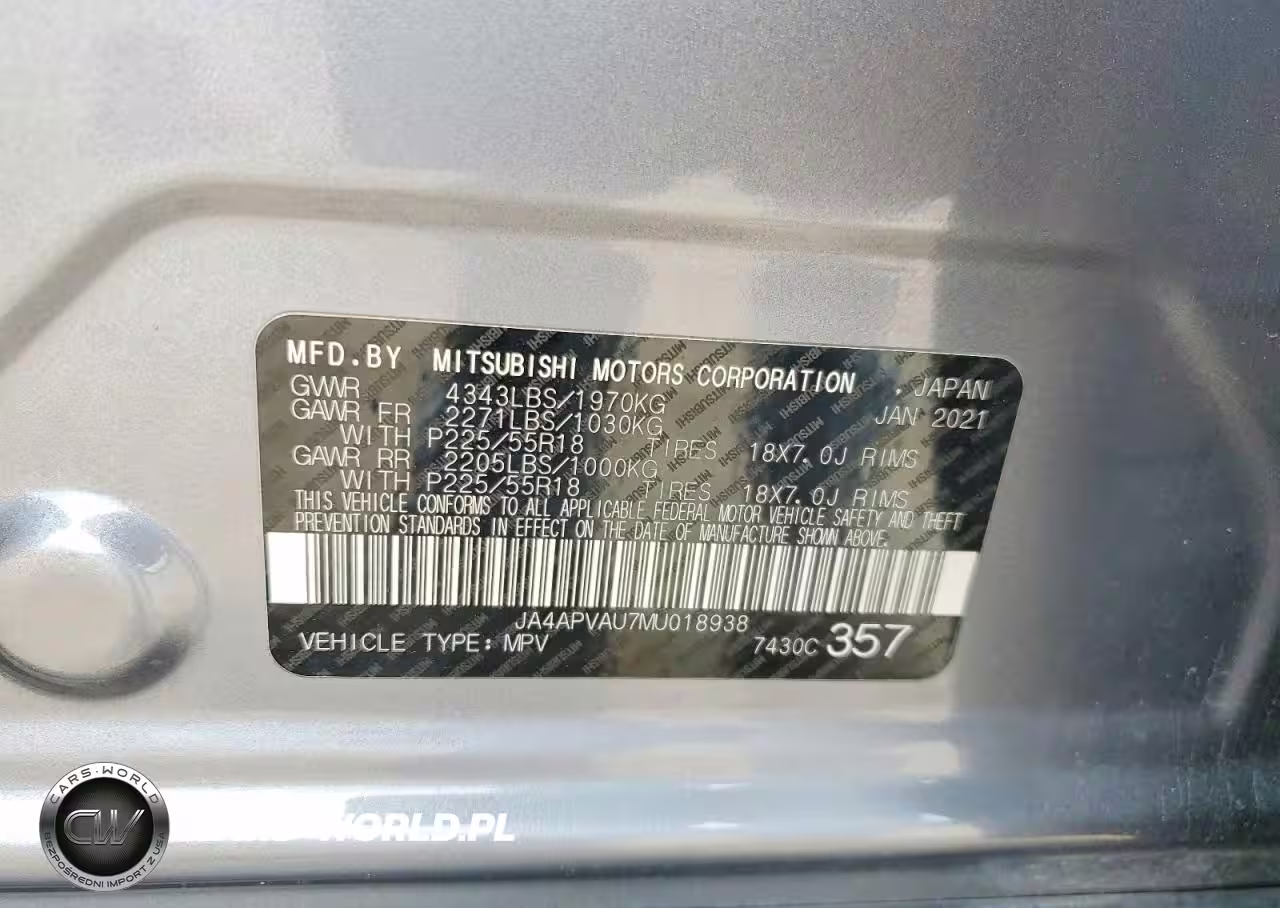 MFD.BY MITSUBISHI MOTORS CORPORATION . JAPAN
GVWR 4343LBS/1970KG JAN 2021
GAWR FR 2271LBS/1030KG
WITH P225/55R18 TIRES 18X7.0J RIMS
GAWR RR 2205LBS/1000KG
WITH P225/55R18 TIRES 18X7.0J RIMS
THIS VEHICLE CONFORMS TO ALL APPLICABLE FEDERAL MOTOR VEHICLE SAFETY AND THEFT
PREVENTION STANDARDS IN EFFECT ON THE DATE OF MANUFACTURE SHOWN ABOVE.
JA4APVAU7MU018938
VEHICLE TYPE: MPV 7430C 357
CARS-WORLD
CW
BEZPOŚREDNI IMPORT Z USA
WORLD.PL